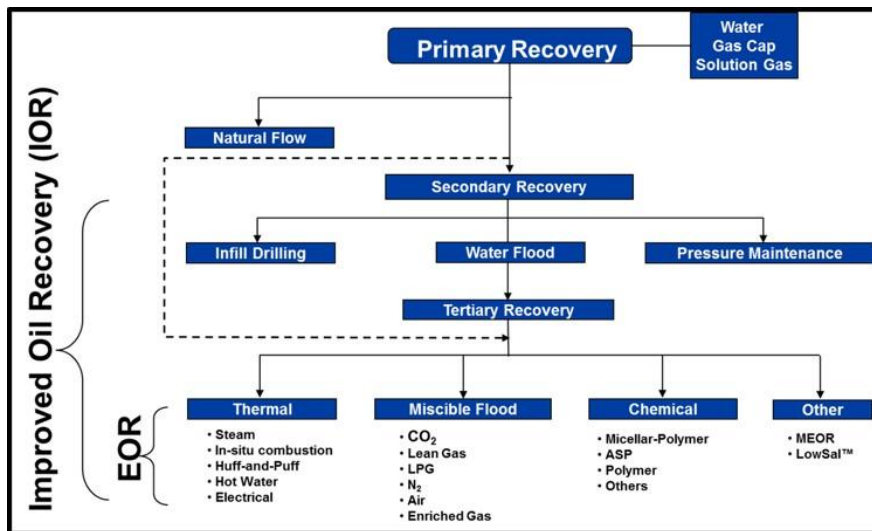 Primary Recovery
Water
Gas Cap
Solution Gas
Natural Flow
Secondary Recovery
Infill Drilling
Water Flood
Pressure Maintenance
Tertiary Recovery
Improved Oil Recovery (IOR)
EOR
Thermal
• Steam
• In-situ combustion
• Huff-and-Puff
• Hot Water
• Electrical
Miscible Flood
• CO₂
• Lean Gas
• LPG
• N₂
• Air
• Enriched Gas
Chemical
• Micellar-Polymer
• ASP
• Polymer
• Others
Other
• MEOR
• LowSal™